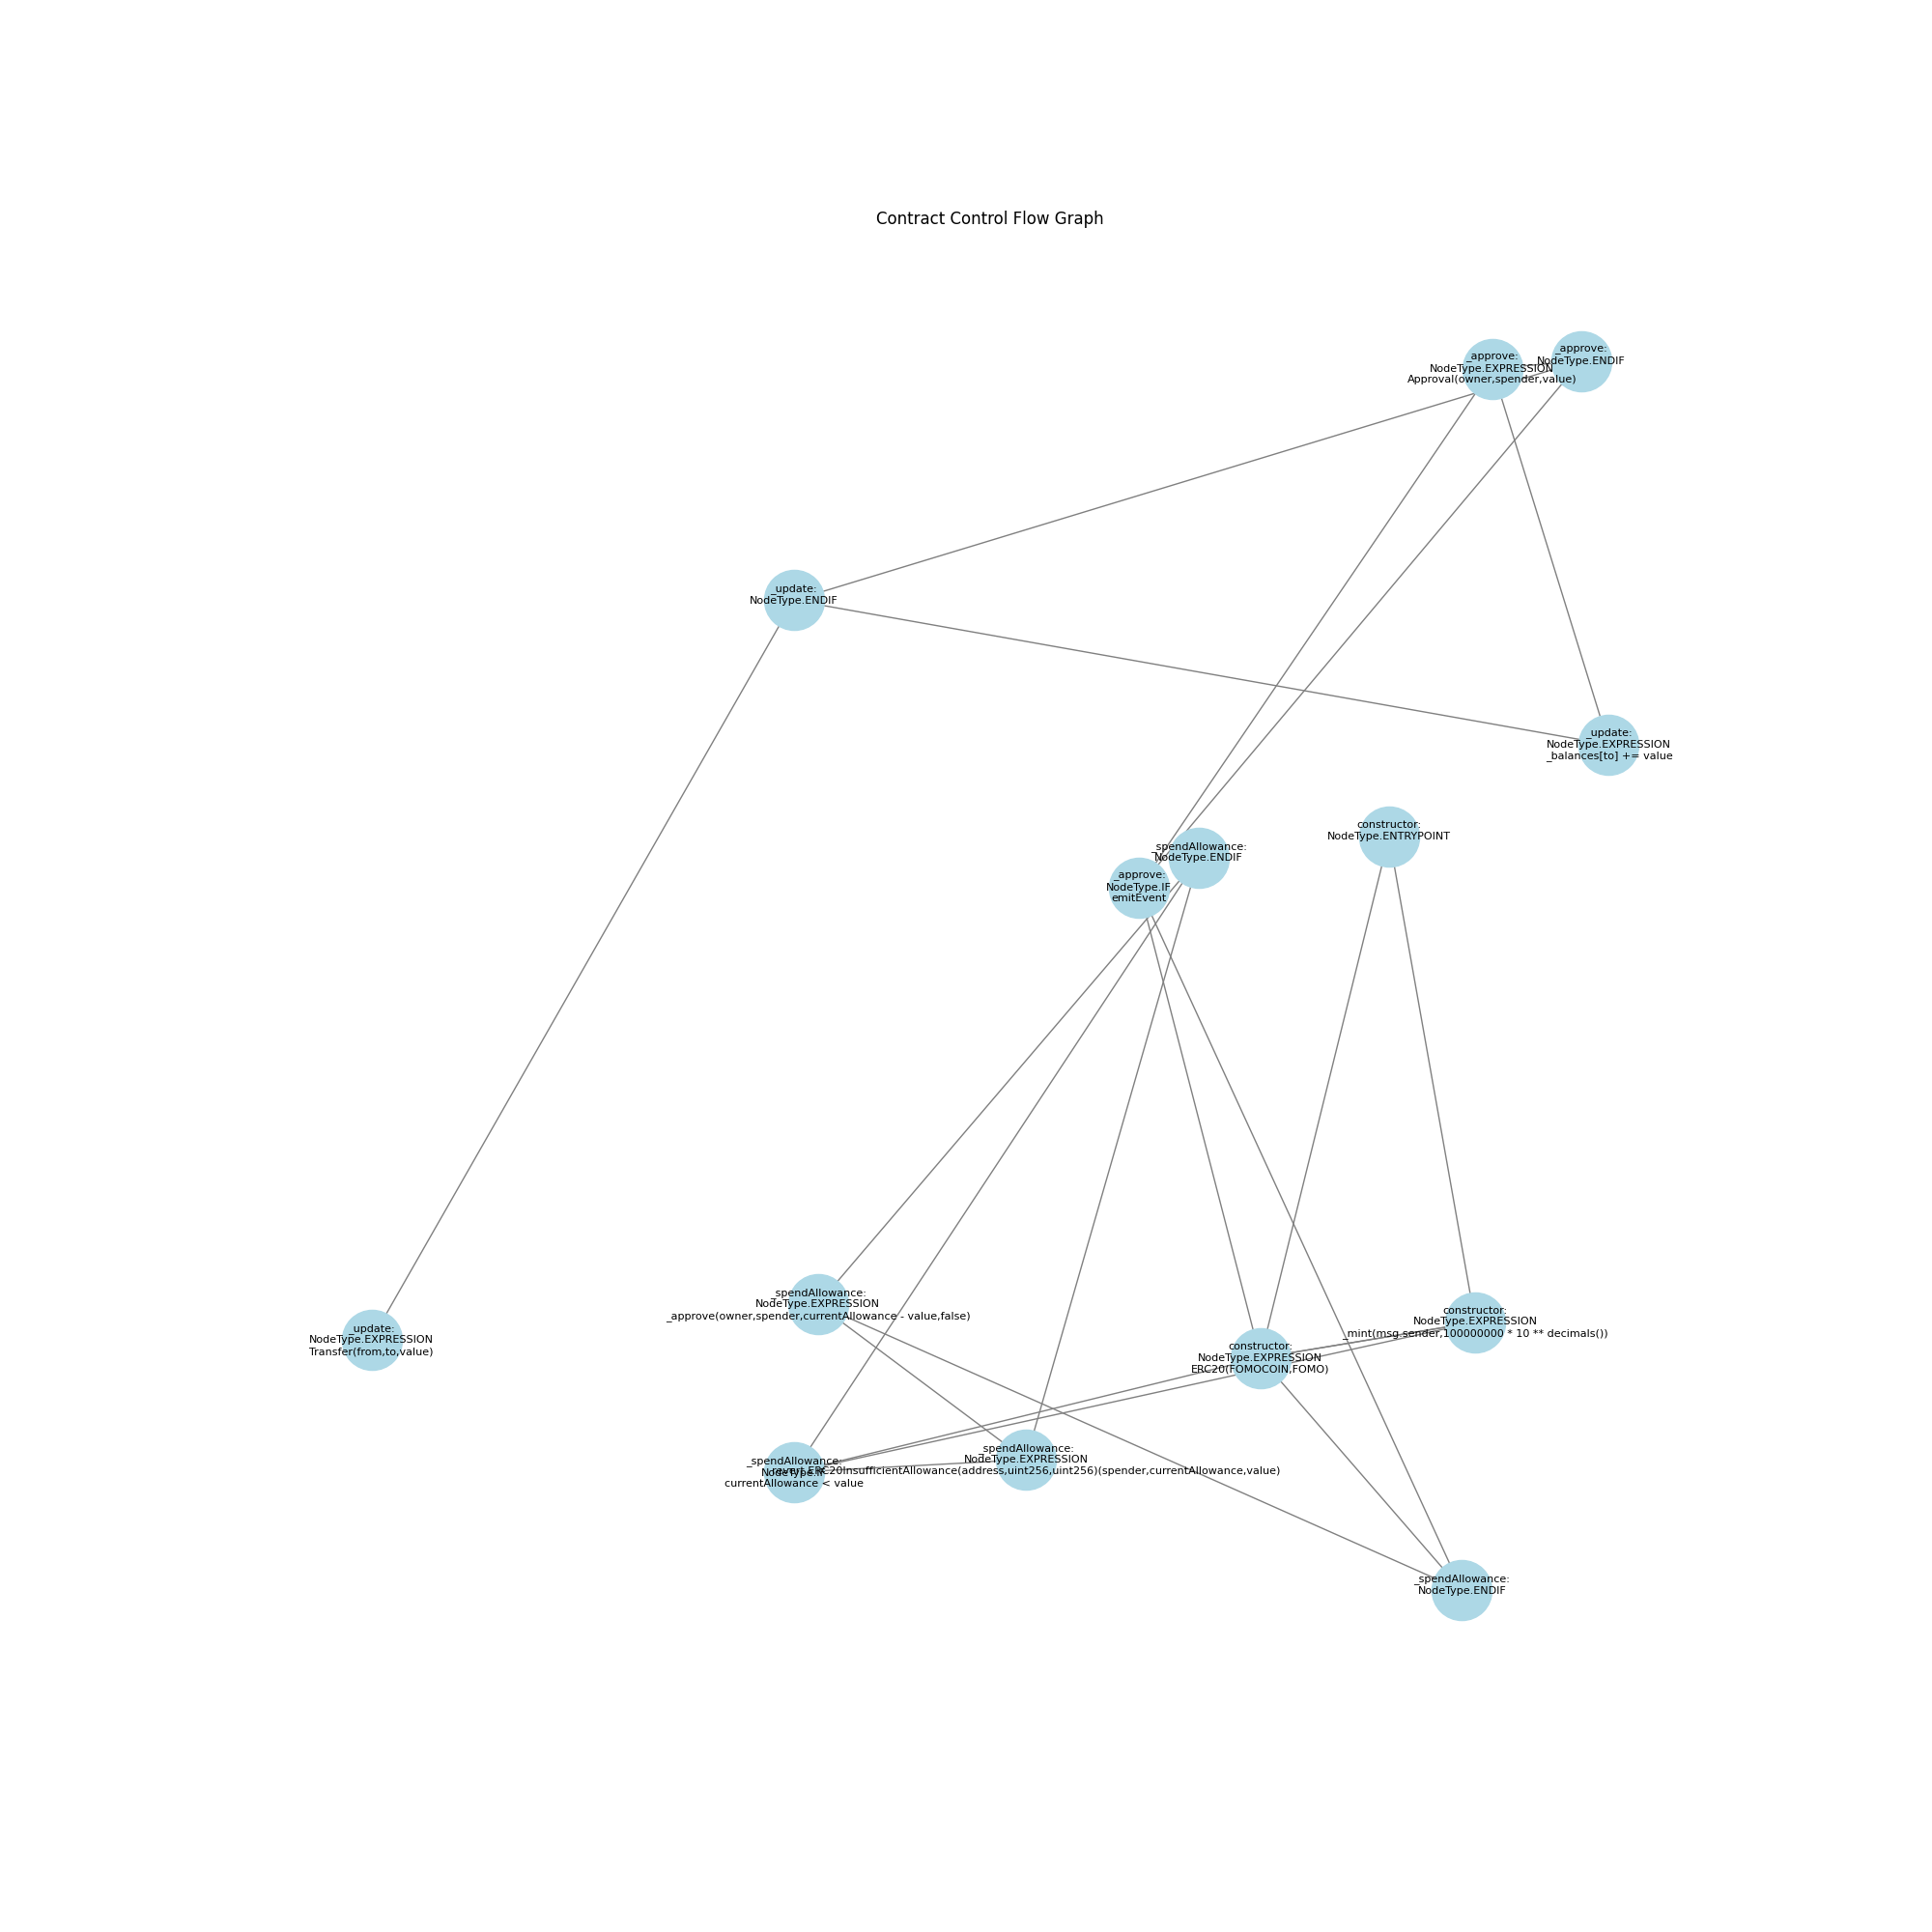 Contract Control Flow Graph
_approve:
NodeType.ENDIF
_approve:
NodeType.EXPRESSION
Approval(owner,spender,value)
_update:
NodeType.ENDIF
_update:
NodeType.EXPRESSION
_balances[to] += value
constructor:
NodeType.ENTRYPOINT
_spendAllowance:
NodeType.ENDIF
_approve:
NodeType.IF
emitEvent
_spendAllowance:
NodeType.EXPRESSION
_approve(owner,spender,currentAllowance - value,false)
constructor:
NodeType.EXPRESSION
_mint(msg.sender,100000000 * 10 ** decimals())
_update:
NodeType.EXPRESSION
Transfer(from,to,value)
constructor:
NodeType.EXPRESSION
ERC20(FOMOCOIN,FOMO)
_spendAllowance:
NodeType.EXPRESSION
revert ERC20InsufficientAllowance(address,uint256,uint256)(spender,currentAllowance,value)
_spendAllowance:
NodeType.IF
currentAllowance < value
_spendAllowance:
NodeType.ENDIF